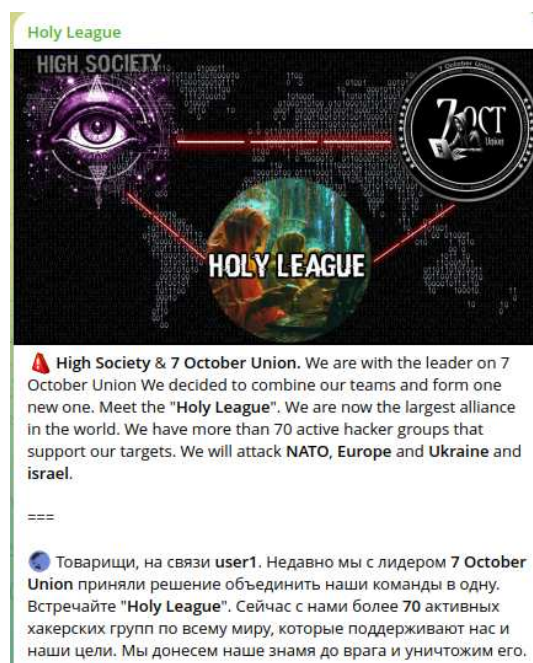 Holy League
HIGH SOCIETY
7 October Union
7 OCT
Union
HOLY LEAGUE
High Society & 7 October Union. We are with the leader on 7
October Union We decided to combine our teams and form one
new one. Meet the "Holy League". We are now the largest alliance
in the world. We have more than 70 active hacker groups that
support our targets. We will attack NATO, Europe and Ukraine and
israel.
===
Товарищи, на связи user1. Недавно мы с лидером 7 October
Union приняли решение объединить наши команды в одну.
Встречайте "Holy League". Сейчас с нами более 70 активных
хакерских групп по всему миру, которые поддерживают нас и
наши цели. Мы донесем наше знамя до врага и уничтожим его.